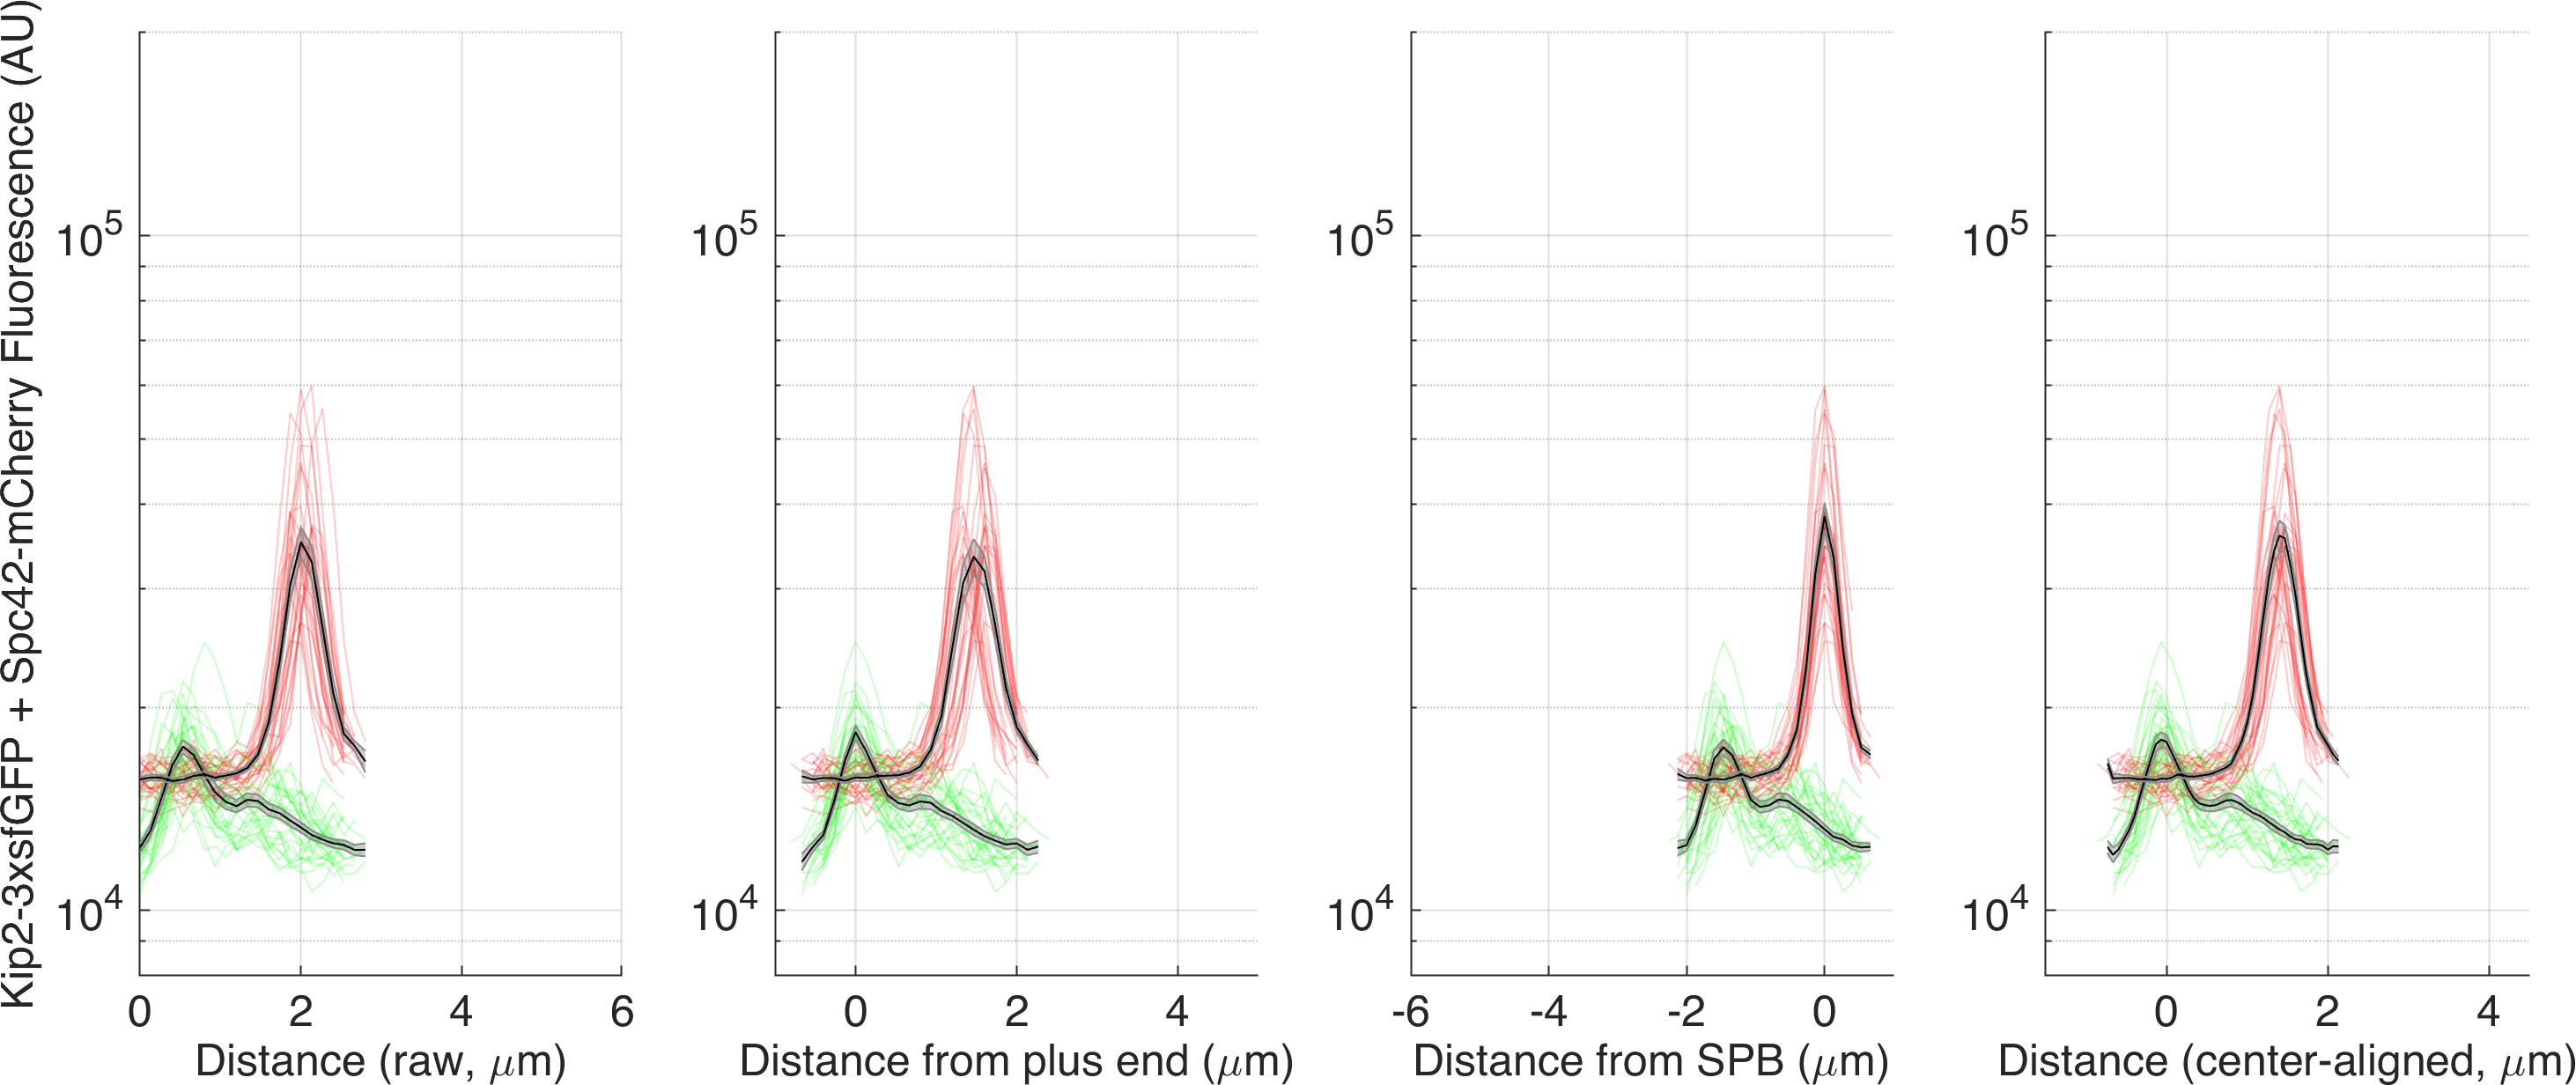 Kip2-3xsfGFP + Spc42-mCherry Fluorescence (AU)
10^5
10^4
0 2 4 6
Distance (raw, μm)
10^5
10^4
0 2 4
Distance from plus end (μm)
10^5
10^4
-6 -4 -2 0
Distance from SPB (μm)
10^5
10^4
0 2 4
Distance (center-aligned, μm)